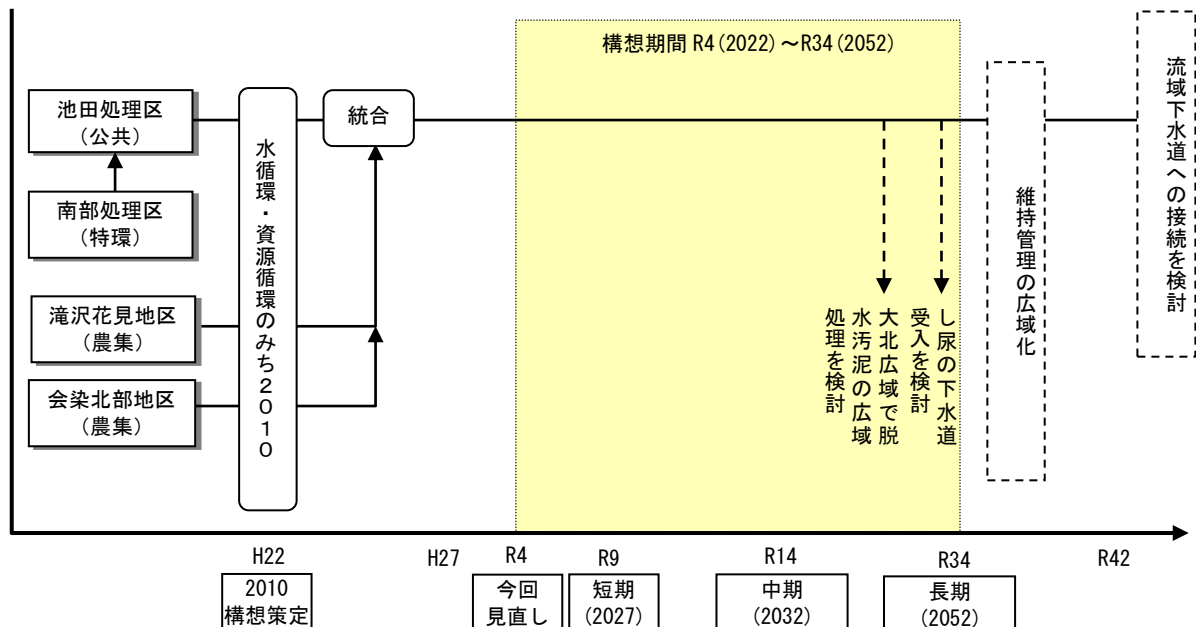 構想期間 R4(2022)～R34(2052)
池田処理区
(公共)
南部処理区
(特環)
滝沢花見地区
(農集)
会染北部地区
(農集)
水循環・資源循環のみち2010
統合
大北広域で脱
水汚泥の広域
処理を検討
し尿の下水道
受入を検討
維持管理の広域化
流域下水道への接続を検討
H22
H27
R4
R9
R14
R34
R42
2010
構想策定
今回
見直し
短期
(2027)
中期
(2032)
長期
(2052)